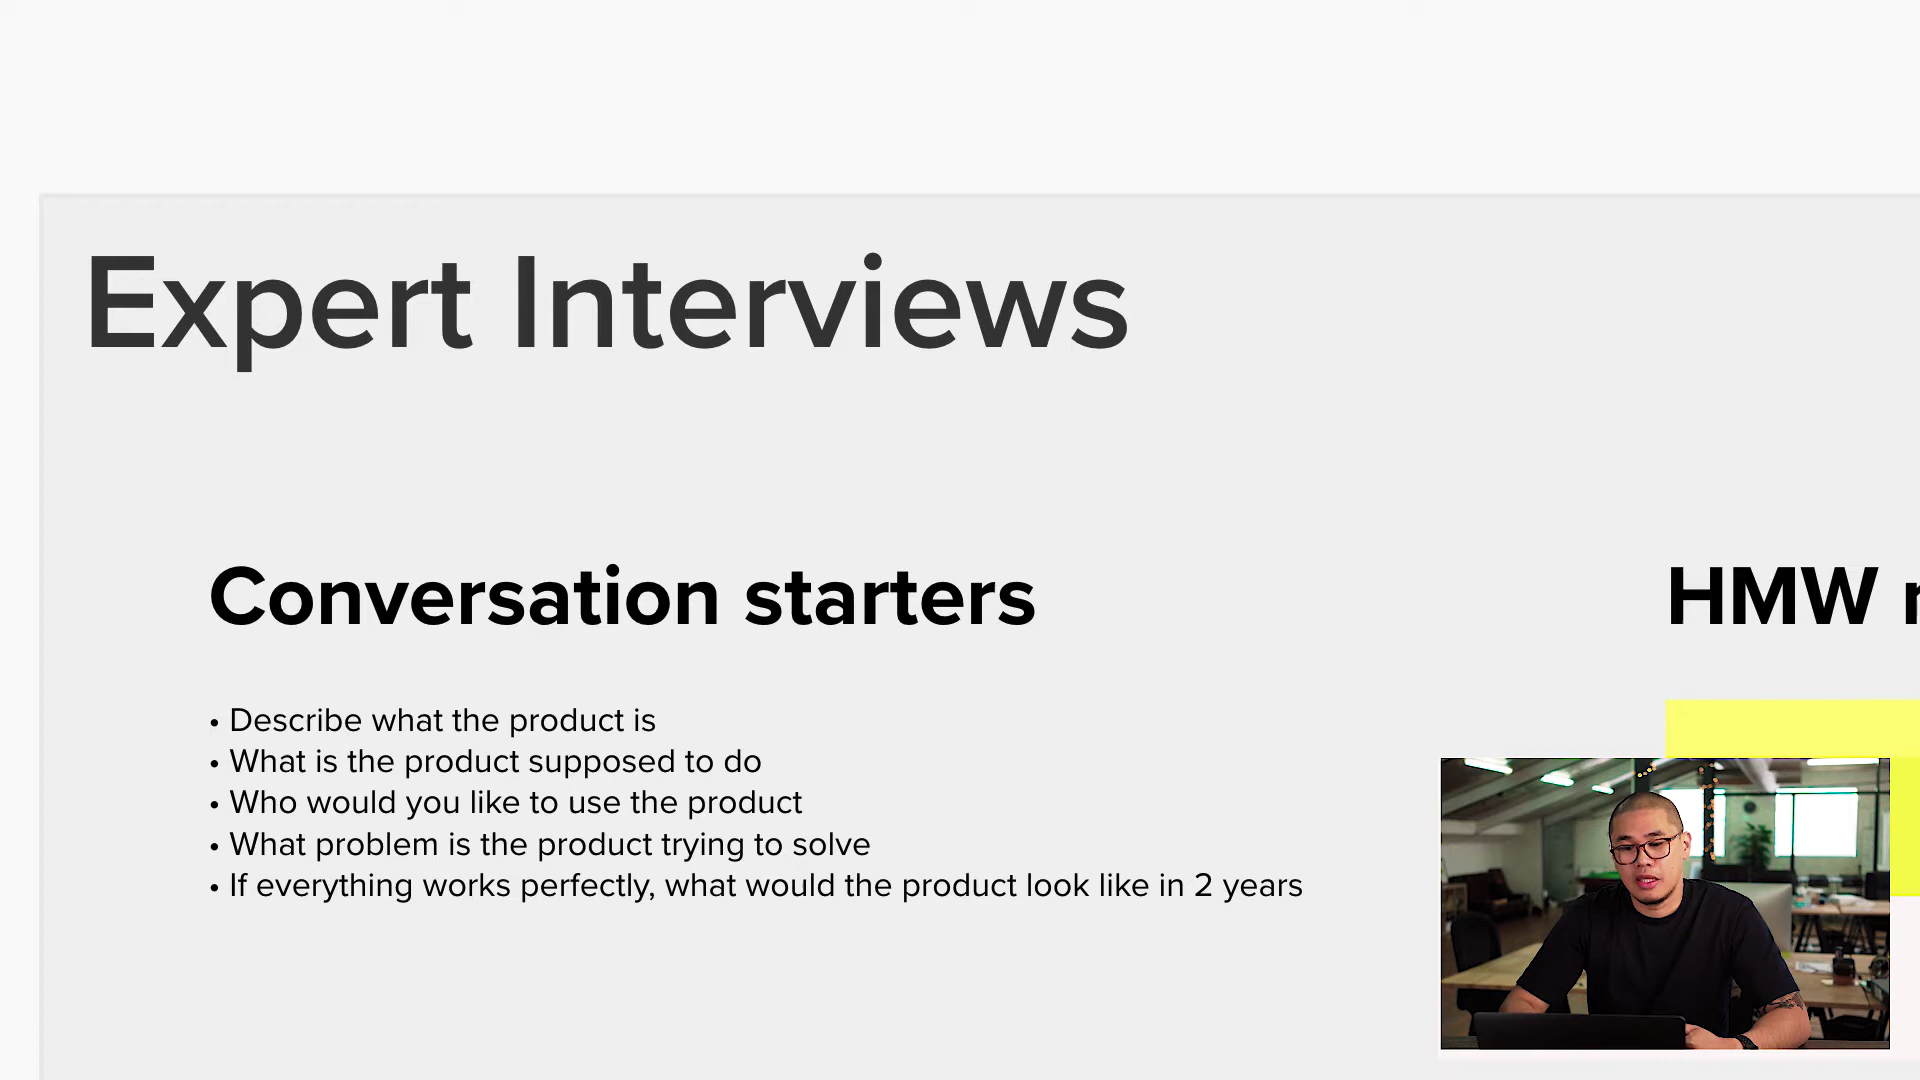 Expert Interviews
Conversation starters
HMW
• Describe what the product is
• What is the product supposed to do
• Who would you like to use the product
• What problem is the product trying to solve
• If everything works perfectly, what would the product look like in 2 years